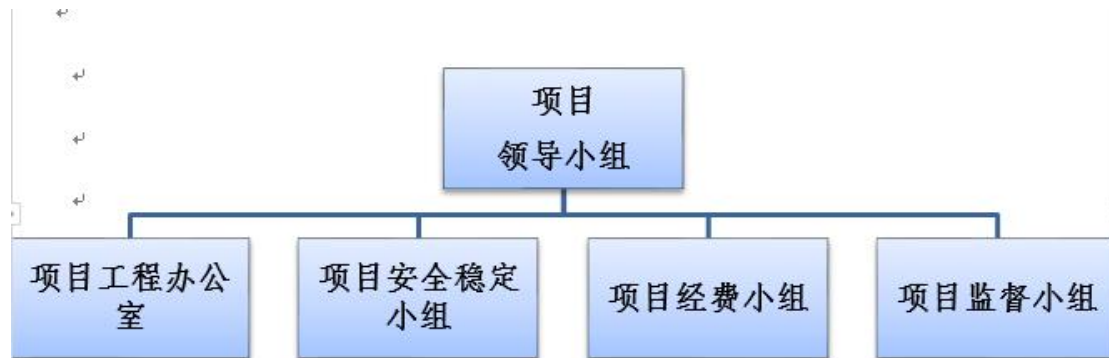 项目
领导小组
项目工程办公
室
项目安全稳定
小组
项目经费小组
项目监督小组